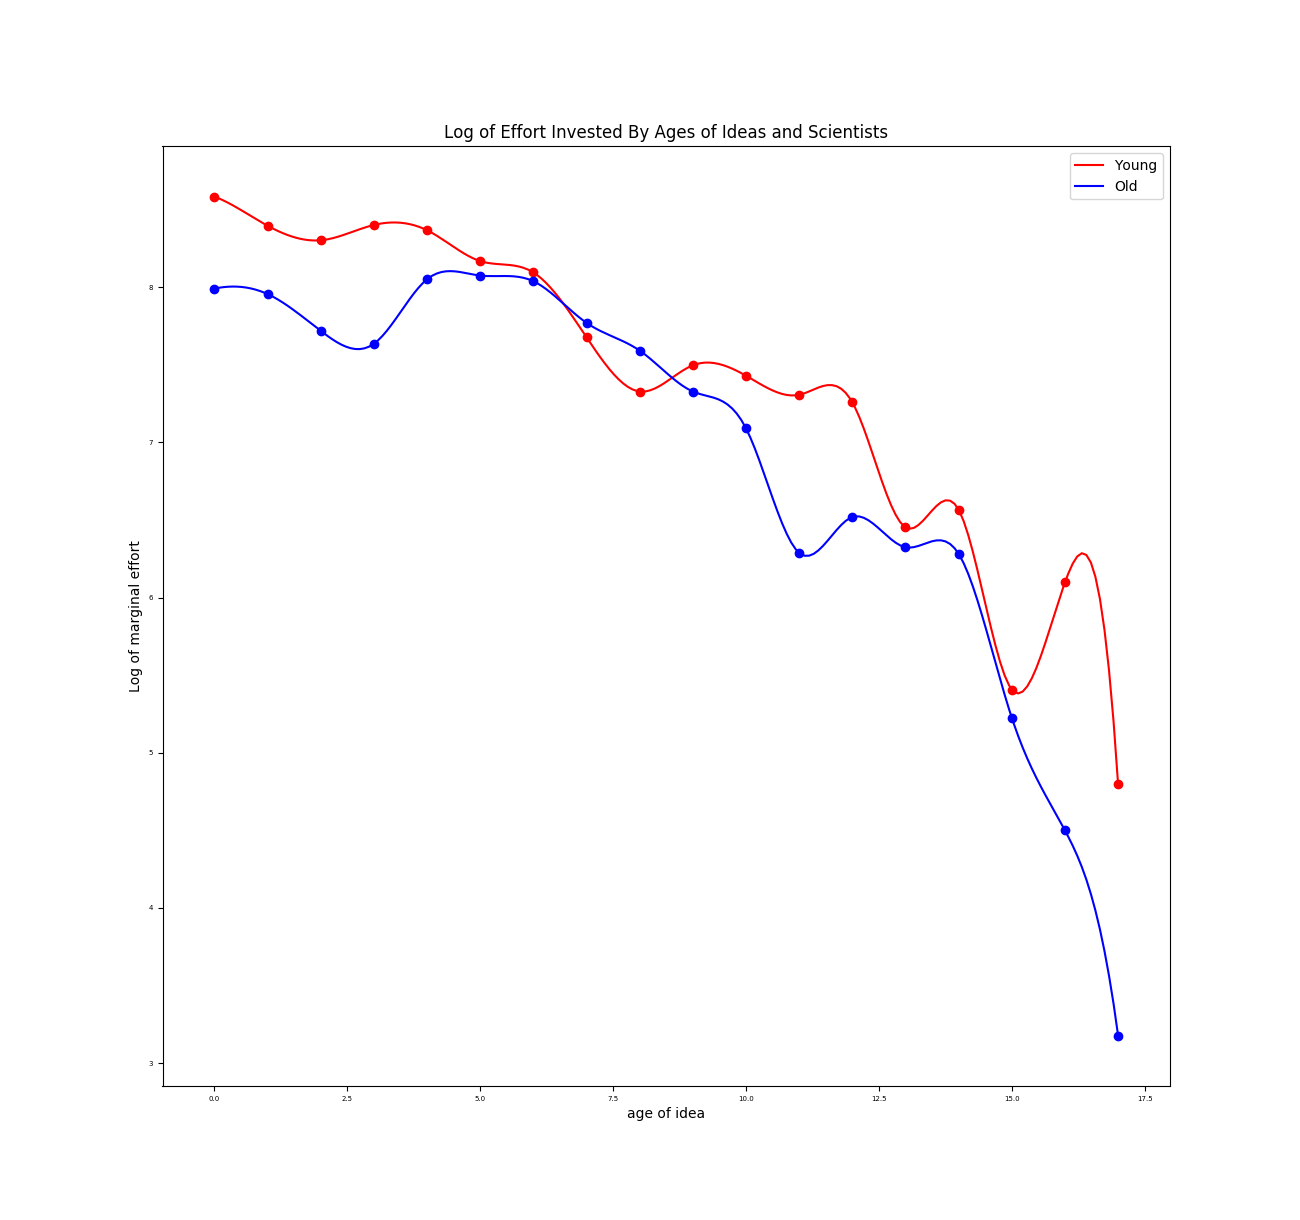 Log of Effort Invested By Ages of Ideas and Scientists
Young
Old
8
7
6
5
4
3
Log of marginal effort
0.0 2.5 5.0 7.5 10.0 12.5 15.0 17.5
age of idea